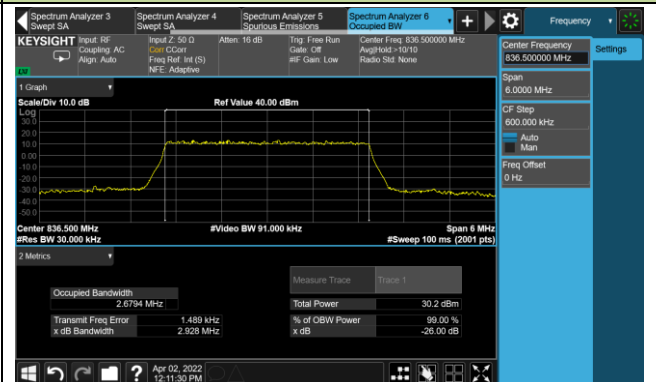 Spectrum Analyzer 3
Swept SA
Spectrum Analyzer 4
Swept SA
Spectrum Analyzer 5
Spurious Emissions
Spectrum Analyzer 6
Occupied BW
Frequency
KEYSIGHT
Input: RF
Coupling: AC
Align: Auto
Input Z: 50 Ω
Corr CCorr
Freq Ref: Int (S)
NFE: Adaptive
Atten: 16 dB
Trig: Free Run
Gate: Off
#IF Gain: Low
Center Freq: 836.500000 MHz
Avg|Hold:>10/10
Radio Std: None
Center Frequency
836.500000 MHz
Settings
Span
6.0000 MHz
CF Step
600.000 kHz
Auto
Man
Freq Offset
0 Hz
1 Graph
Scale/Div 10.0 dB
Ref Value 40.00 dBm
Log
30.0
20.0
10.0
0.00
-10.0
-20.0
-30.0
-40.0
-50.0
Center 836.500 MHz
#Video BW 91.000 kHz
Span 6 MHz
#Res BW 30.000 kHz
#Sweep 100 ms (2001 pts)
2 Metrics
Measure Trace
Trace 1
Occupied Bandwidth
2.6794 MHz
Total Power
30.2 dBm
Transmit Freq Error
1.489 kHz
% of OBW Power
99.00 %
x dB Bandwidth
2.928 MHz
x dB
-26.00 dB
?
Apr 02, 2022
12:11:30 PM